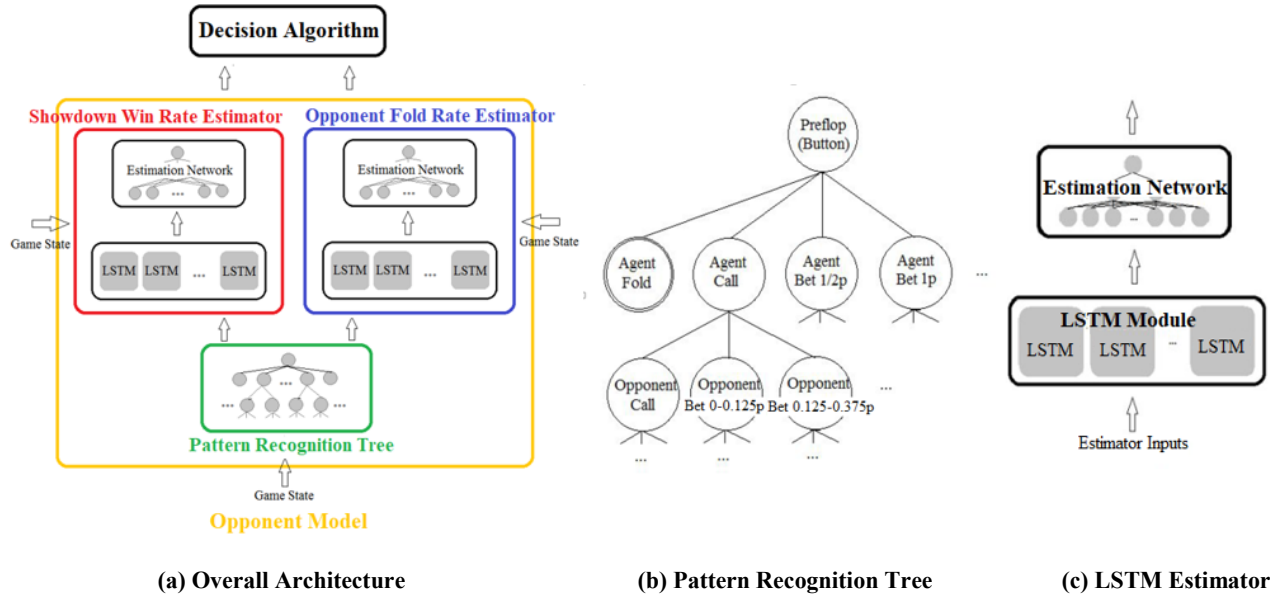 Decision Algorithm
Showdown Win Rate Estimator
Opponent Fold Rate Estimator
Estimation Network
...
Estimation Network
...
Game State
Game State
LSTM LSTM ... LSTM
LSTM LSTM ... LSTM
...
... ...
Pattern Recognition Tree
Game State
Opponent Model
(a) Overall Architecture
Preflop
(Button)
Agent
Fold
Agent
Call
Agent
Bet 1/2p
Agent
Bet 1p
...
Opponent
Call
Opponent
Bet 0-0.125p
Opponent
Bet 0.125-0.375p
...
... ... ...
(b) Pattern Recognition Tree
Estimation Network
...
LSTM Module
LSTM LSTM ... LSTM
Estimator Inputs
(c) LSTM Estimator